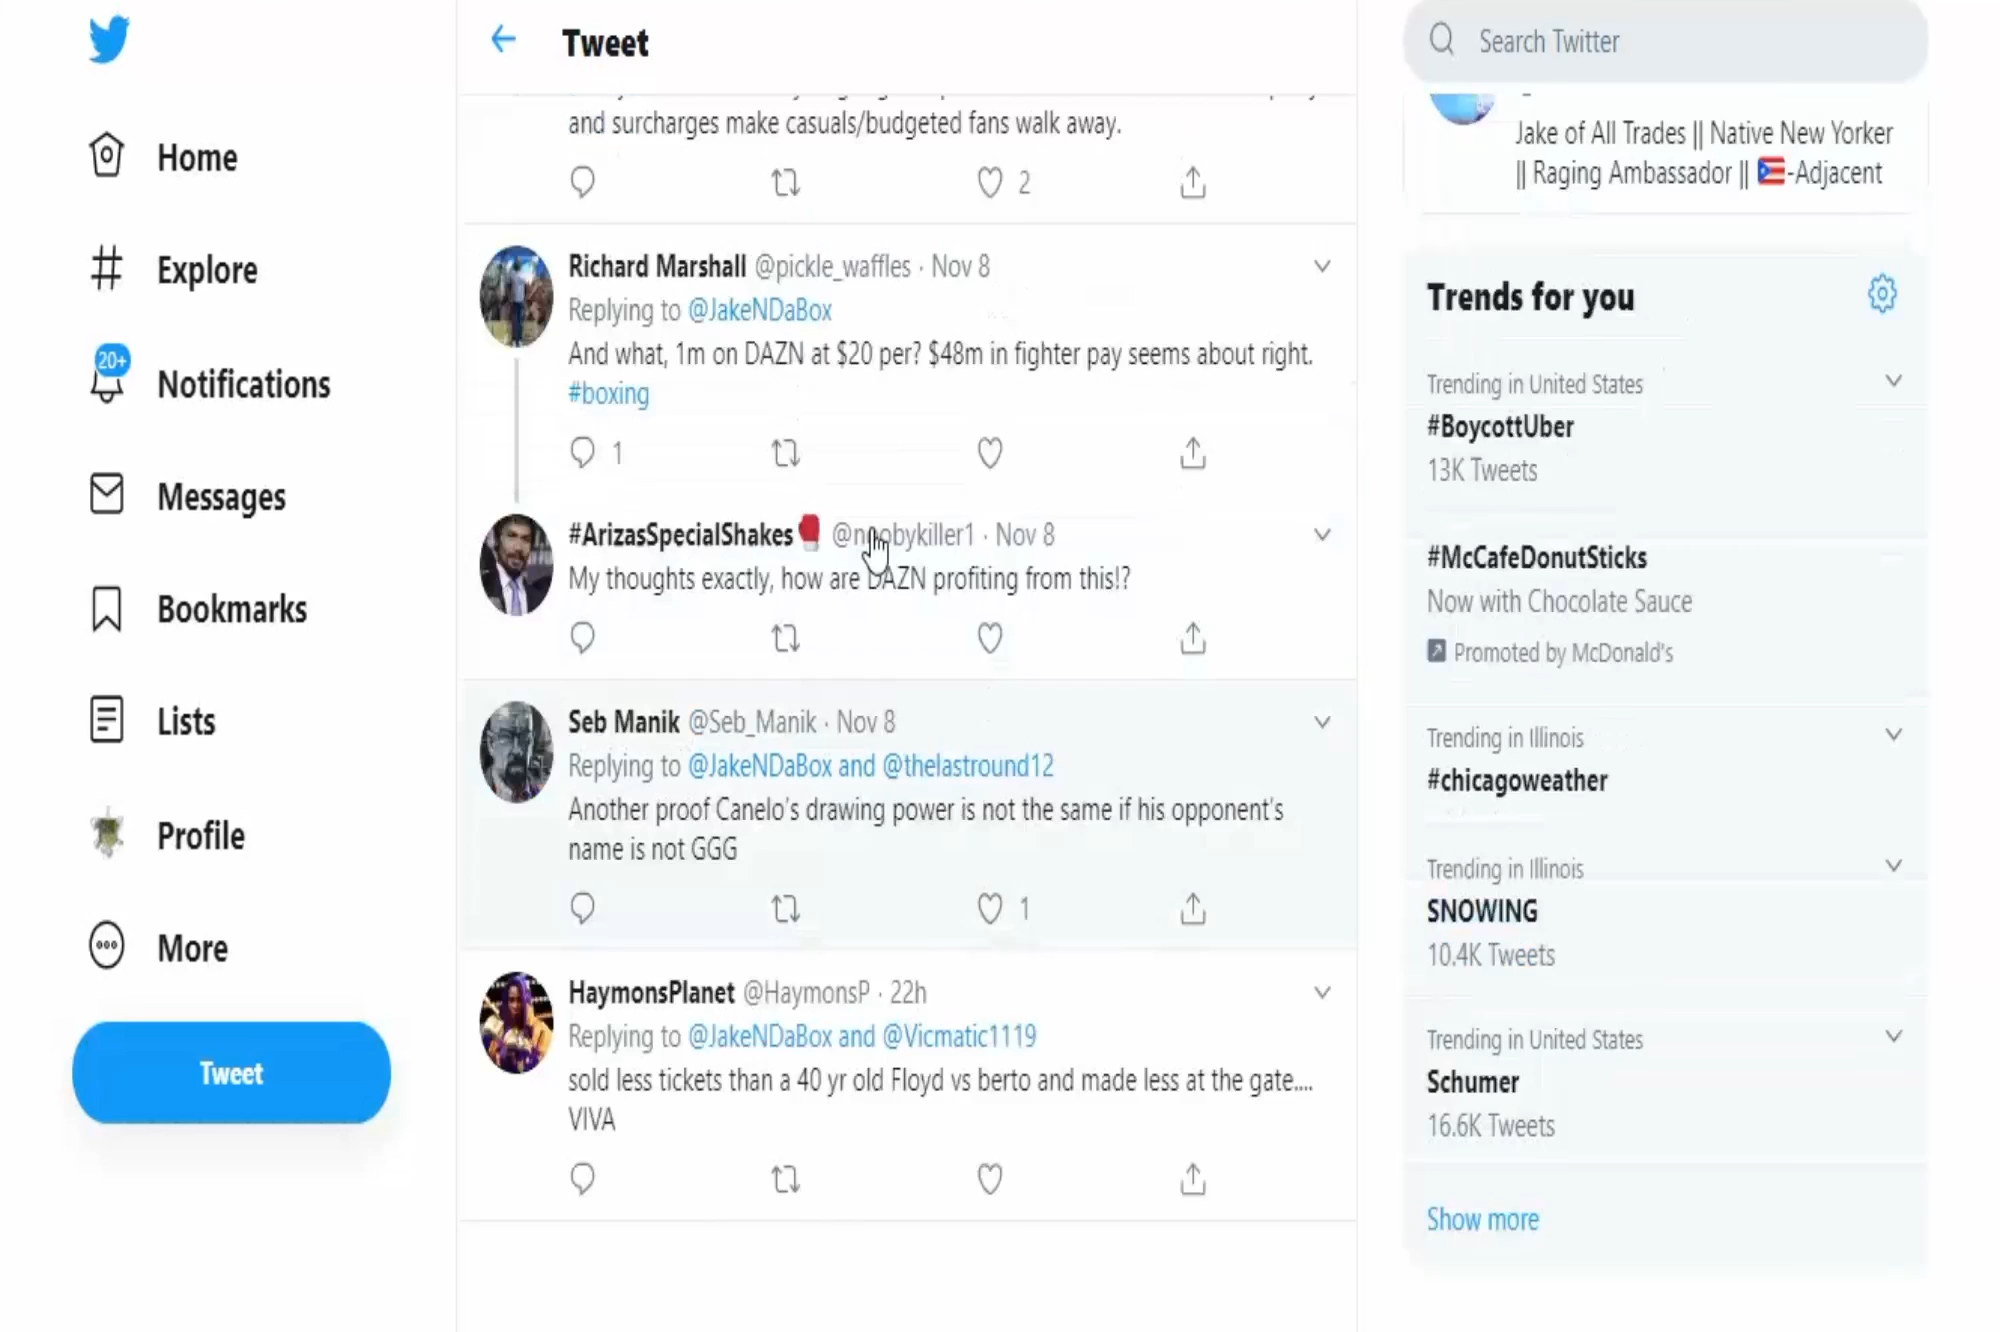 Home
Explore
20+
Notifications
Messages
Bookmarks
Lists
Profile
More
Tweet
Tweet
and surcharges make casuals/budgeted fans walk away.
2
Richard Marshall @pickle_waffles · Nov 8
Replying to @JakeNDaBox
And what, 1m on DAZN at $20 per? $48m in fighter pay seems about right.
#boxing
1
#ArizasSpecialShakes🥊 @noobykiller1 · Nov 8
My thoughts exactly, how are DAZN profiting from this!?
Seb Manik @Seb_Manik · Nov 8
Replying to @JakeNDaBox and @thelastround12
Another proof Canelo's drawing power is not the same if his opponent's
name is not GGG
1
HaymonsPlanet @HaymonsP · 22h
Replying to @JakeNDaBox and @Vicmatic1119
sold less tickets than a 40 yr old Floyd vs berto and made less at the gate....
VIVA
Search Twitter
Jake of All Trades || Native New Yorker
|| Raging Ambassador || 🇵🇷-Adjacent
Trends for you
Trending in United States
#BoycottUber
13K Tweets
#McCafeDonutSticks
Now with Chocolate Sauce
Promoted by McDonald's
Trending in Illinois
#chicagoweather
Trending in Illinois
SNOWING
10.4K Tweets
Trending in United States
Schumer
16.6K Tweets
Show more